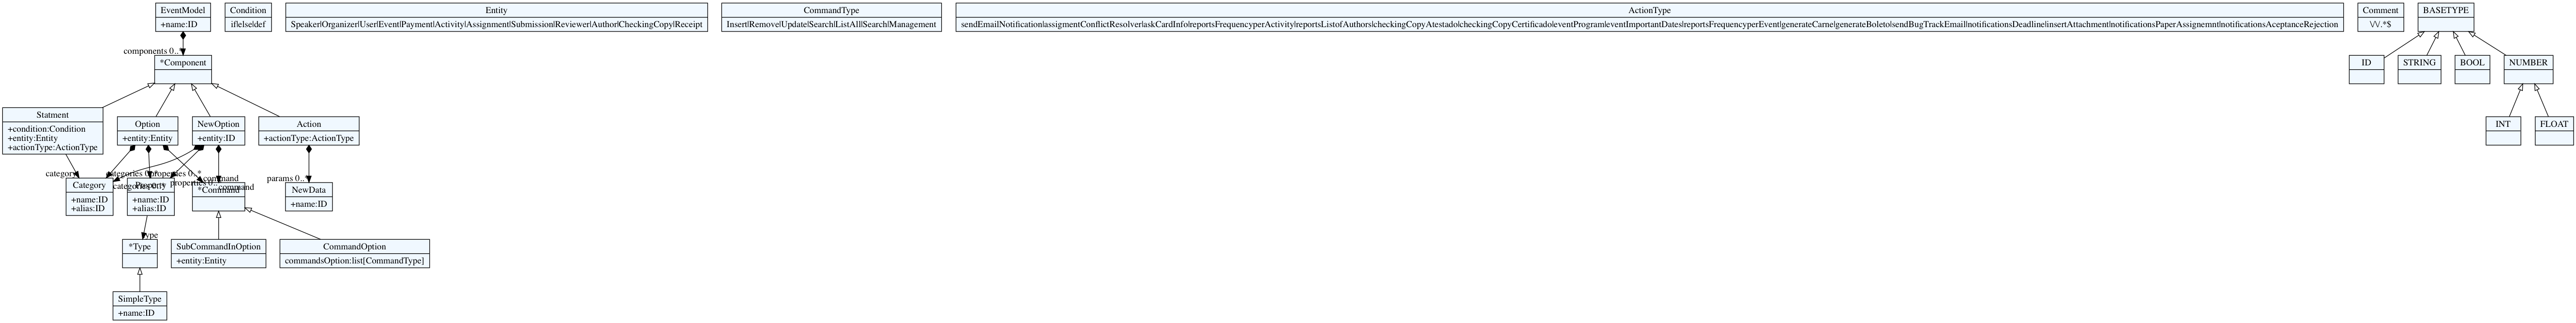 EventModel
+name:ID
Condition
if|else|def
Entity
Speaker|Organizer|User|Event|Payment|Activity|Assignment|Submission|Reviewer|Author|CheckingCopy|Receipt
CommandType
Insert|Remove|Update|Search|ListAll|Search|Management
ActionType
sendEmailNotification|assigmentConflictResolver|askCardInfo|reportsFrequencyperActivity|reportsListofAuthors|checkingCopyAtestado|checkingCopyCertificado|eventProgram|eventImportantDates|reportsFrequencyperEvent|generateCarne|generateBoleto|sendBugTrackEmail|notificationsDeadline|insertAttachment|notificationsPaperAssignemnt|notificationsAceptanceRejection
Comment
\/\/.*$
BASETYPE
components 0..*
*Component
ID
STRING
BOOL
NUMBER
Statment
+condition:Condition
+entity:Entity
+actionType:ActionType
Option
+entity:Entity
NewOption
+entity:ID
Action
+actionType:ActionType
INT
FLOAT
category
categories 0..*
properties 0..*
command
categories 0..*
properties 0..*
command
params 0..*
Category
+name:ID
+alias:ID
Property
+name:ID
+alias:ID
*Command
NewData
+name:ID
type
*Type
SubCommandInOption
+entity:Entity
CommandOption
commandsOption:list[CommandType]
SimpleType
+name:ID